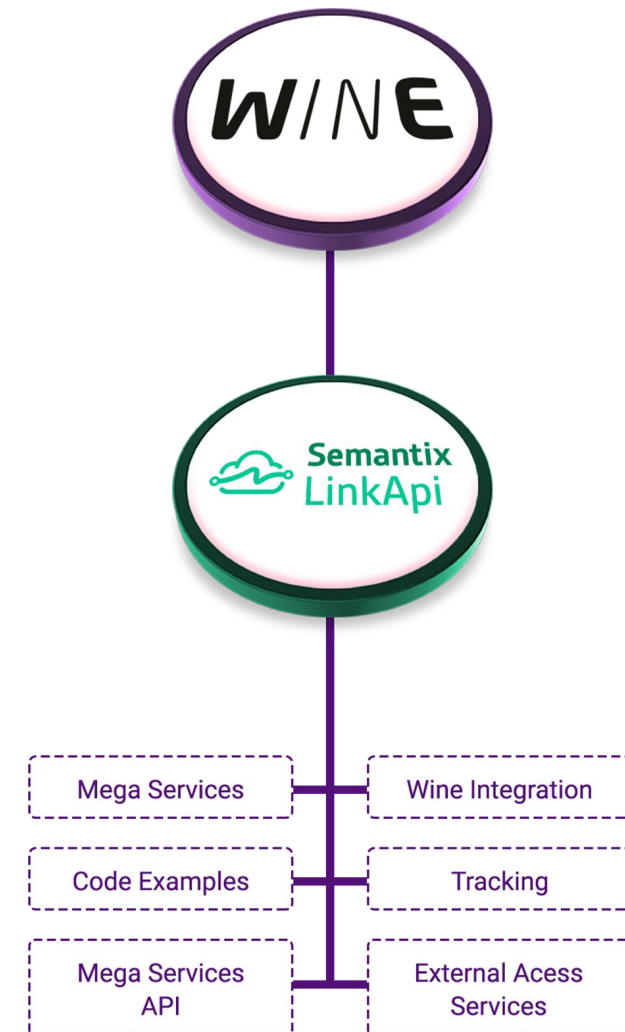 WINE
Semantix
LinkApi
Mega Services
Wine Integration
Code Examples
Tracking
Mega Services
API
External Acess
Services